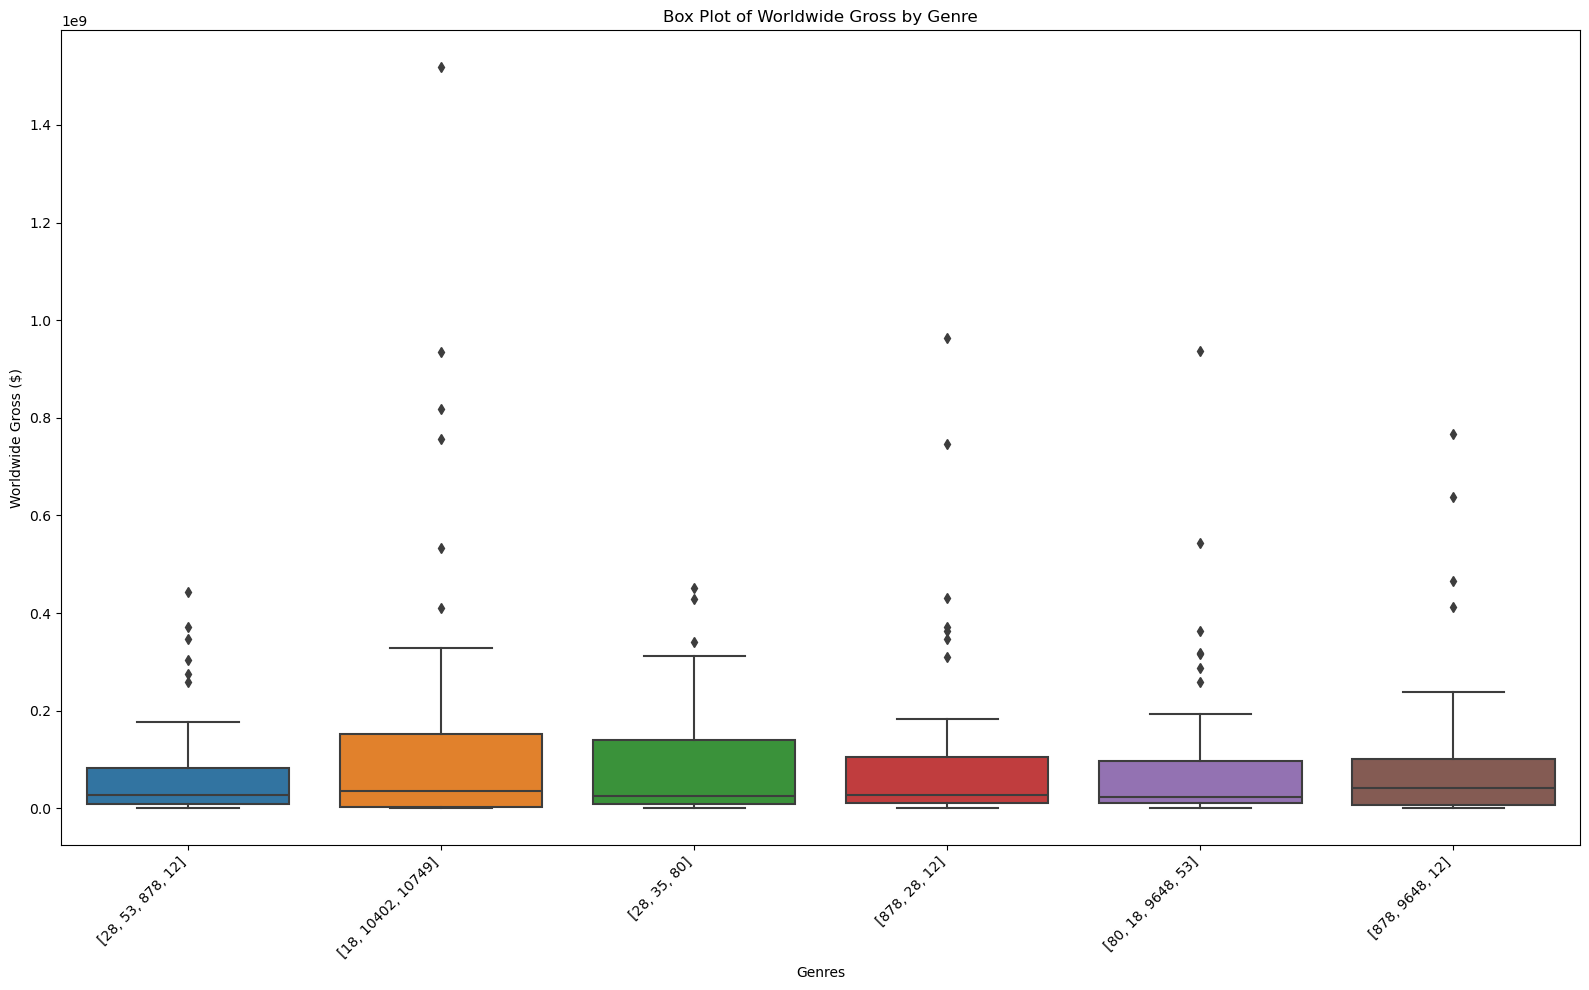 Box Plot of Worldwide Gross by Genre
1e9
1.4
1.2
1.0
0.8
0.6
0.4
0.2
0.0
Worldwide Gross ($)
[28, 53, 878, 12]
[18, 10402, 10749]
[28, 35, 80]
[878, 28, 12]
[80, 18, 9648, 53]
[878, 9648, 12]
Genres